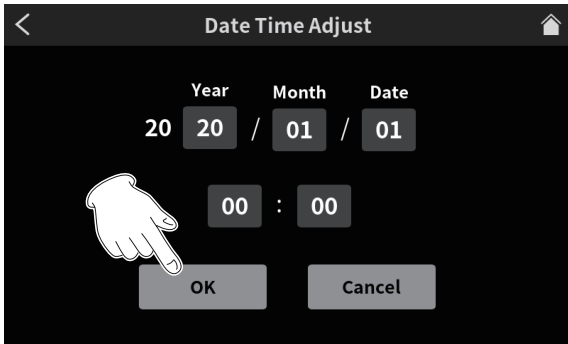 Date Time Adjust
Year Month Date
20 20 / 01 / 01
00 : 00
OK Cancel